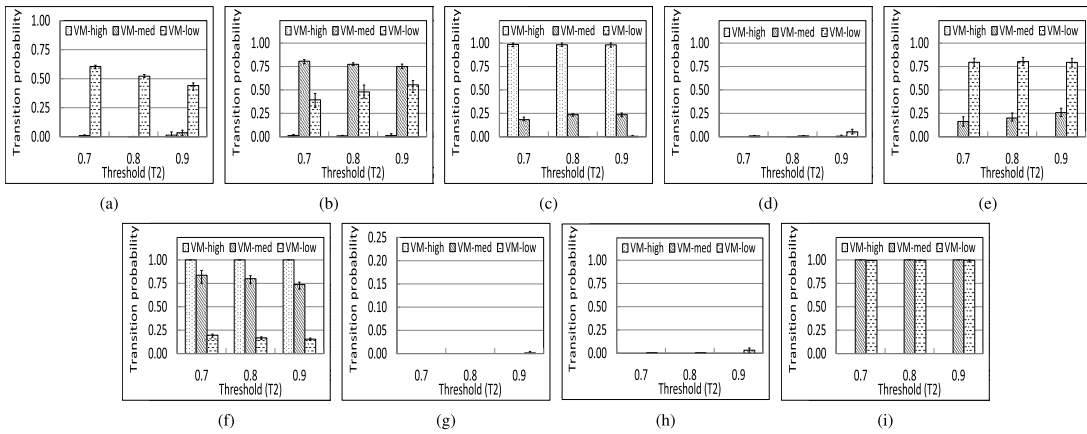 Transition probability
VM-high VM-med VM-low
1.00
0.75
0.50
0.25
0.00
0.7 0.8 0.9
Threshold (T2)
(a)
Transition probability
VM-high VM-med VM-low
1.00
0.75
0.50
0.25
0.00
0.7 0.8 0.9
Threshold (T2)
(b)
Transition probability
VM-high VM-med VM-low
1.00
0.75
0.50
0.25
0.00
0.7 0.8 0.9
Threshold (T2)
(c)
Transition probability
VM-high VM-med VM-low
1.00
0.75
0.50
0.25
0.00
0.7 0.8 0.9
Threshold (T2)
(d)
Transition probability
VM-high VM-med VM-low
1.00
0.75
0.50
0.25
0.00
0.7 0.8 0.9
Threshold (T2)
(e)
Transition probability
VM-high VM-med VM-low
1.00
0.75
0.50
0.25
0.00
0.7 0.8 0.9
Threshold (T2)
(f)
Transition probability
VM-high VM-med VM-low
0.25
0.20
0.15
0.10
0.05
0.00
0.7 0.8 0.9
Threshold (T2)
(g)
Transition probability
VM-high VM-med VM-low
1.00
0.75
0.50
0.25
0.00
0.7 0.8 0.9
Threshold (T2)
(h)
Transition probability
VM-high VM-med VM-low
1.00
0.75
0.50
0.25
0.00
0.7 0.8 0.9
Threshold (T2)
(i)